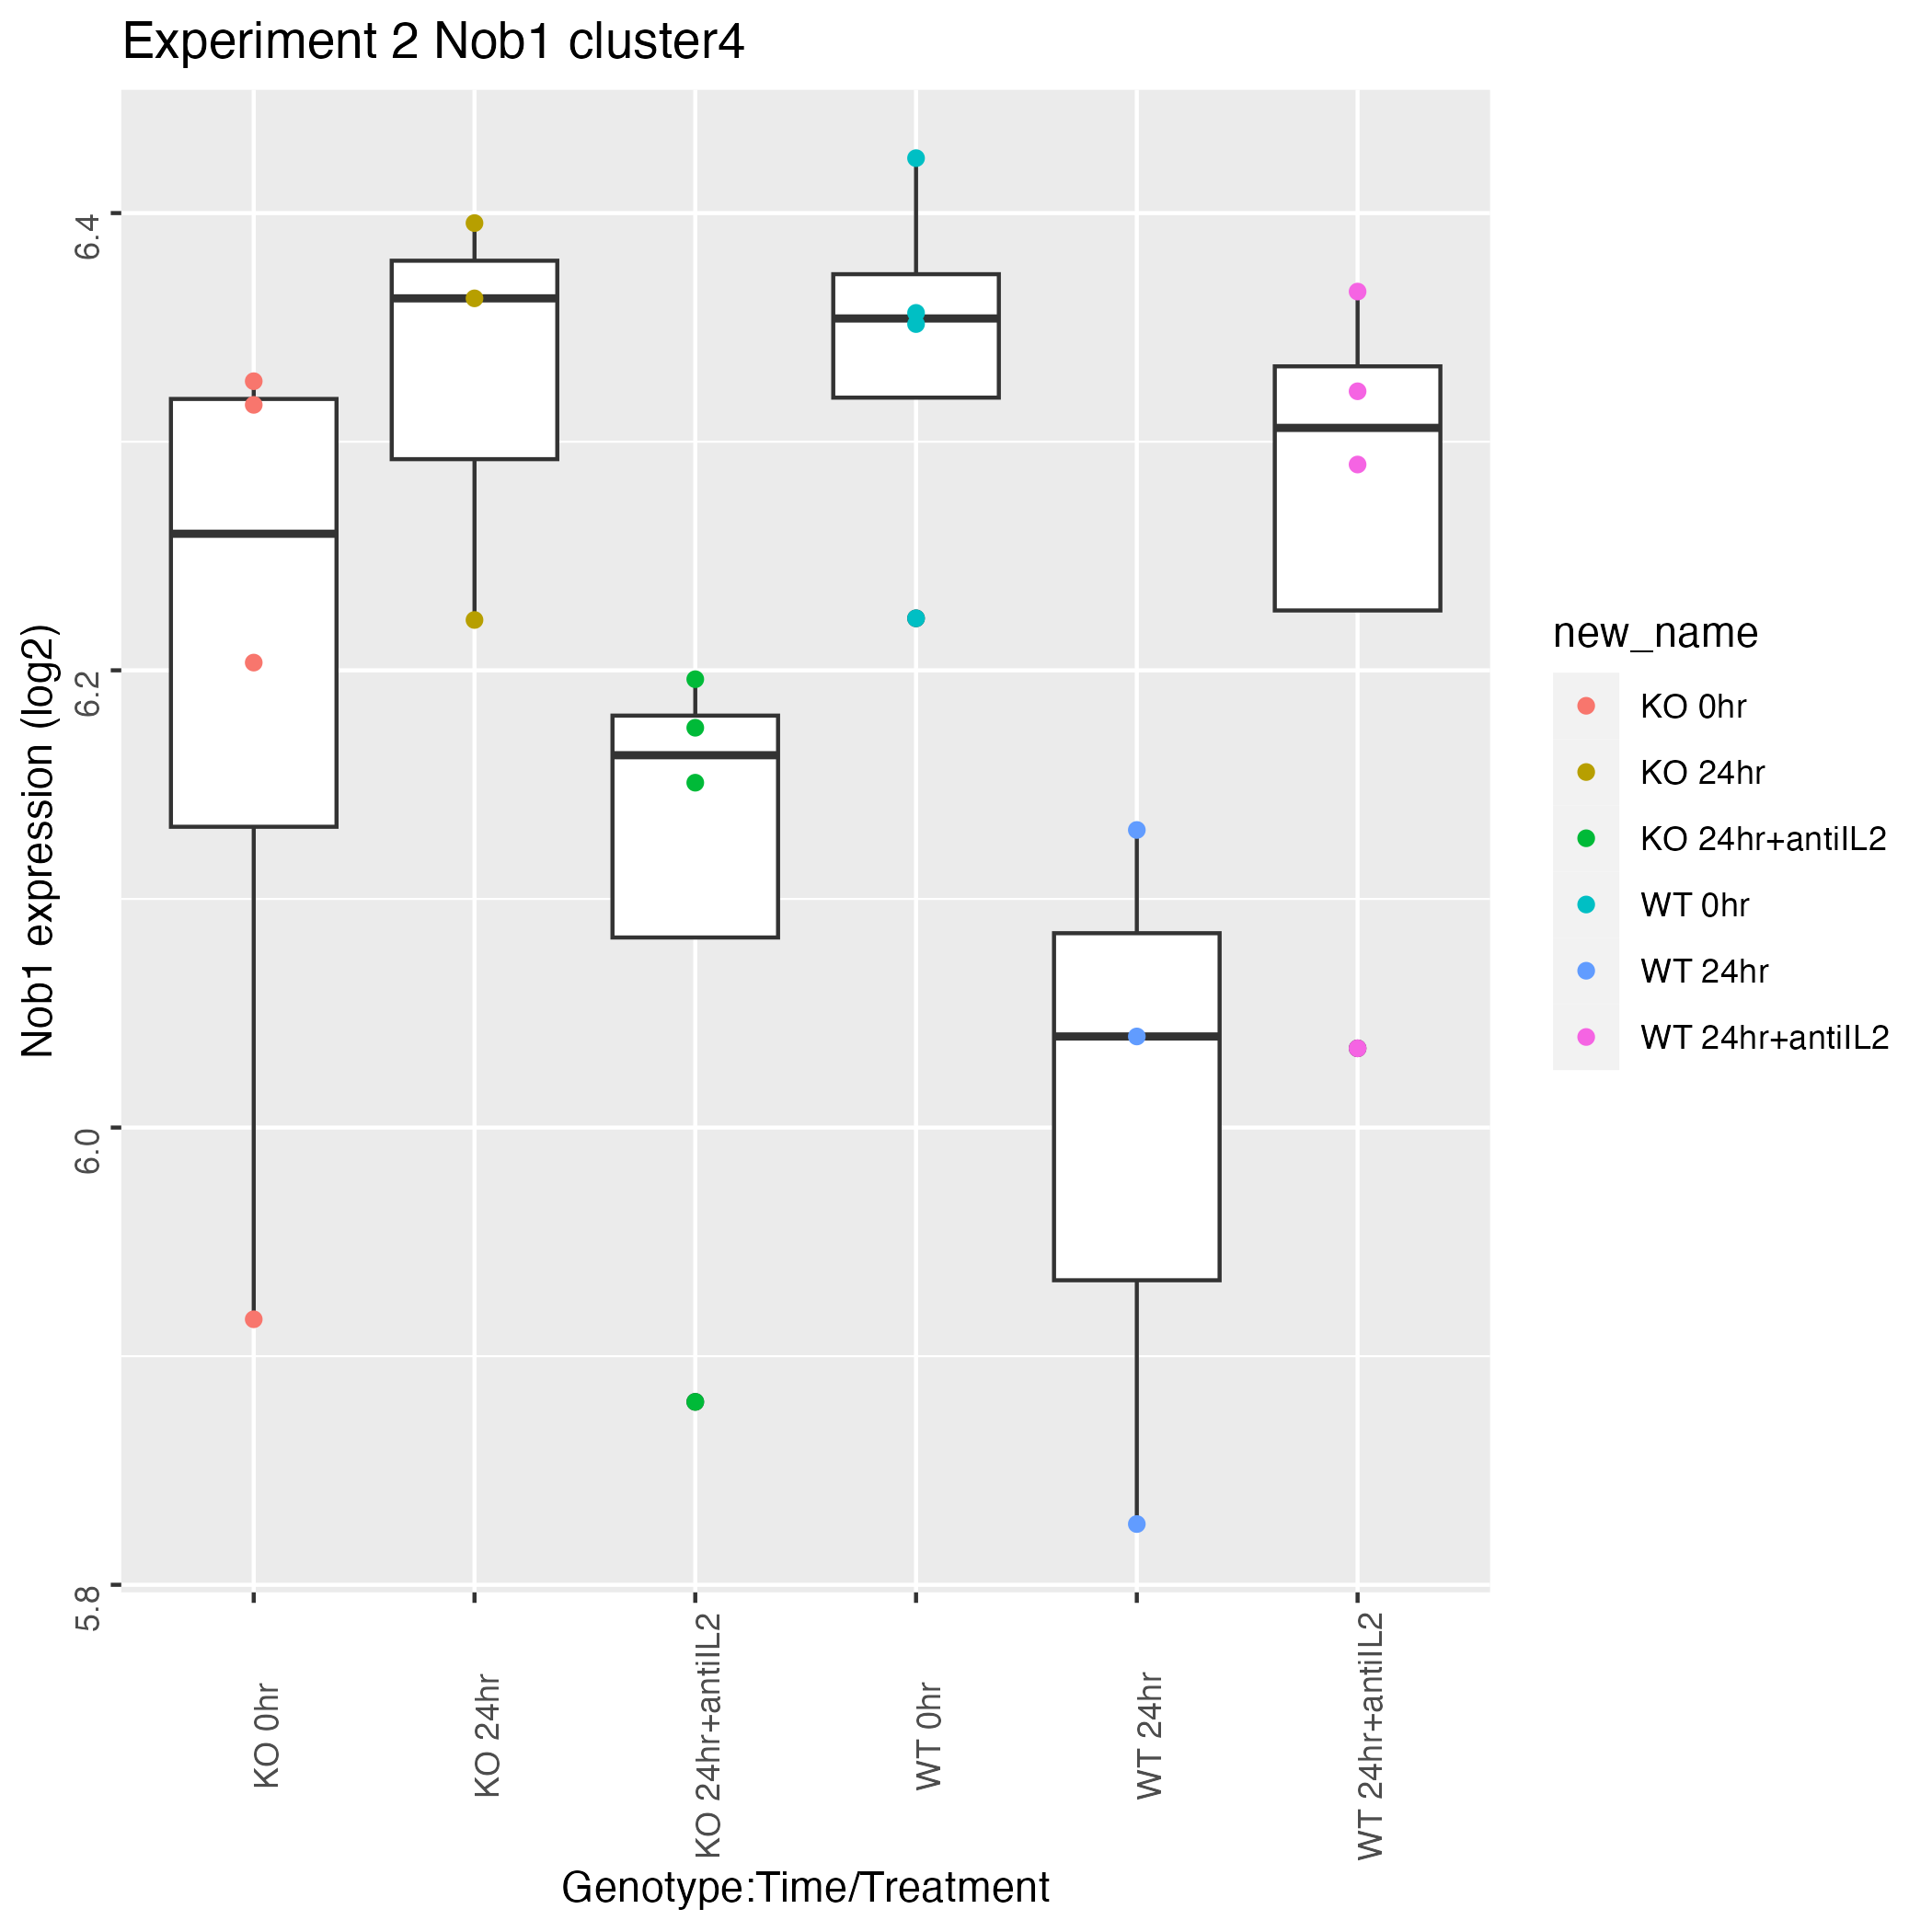 Experiment 2 Nob1 cluster4
Nob1 expression (log2)
6.4
6.2
6.0
5.8
KO 0hr
KO 24hr
KO 24hr+antiIL2
WT 0hr
WT 24hr
WT 24hr+antiIL2
Genotype:Time/Treatment
new_name
KO 0hr
KO 24hr
KO 24hr+antiIL2
WT 0hr
WT 24hr
WT 24hr+antiIL2